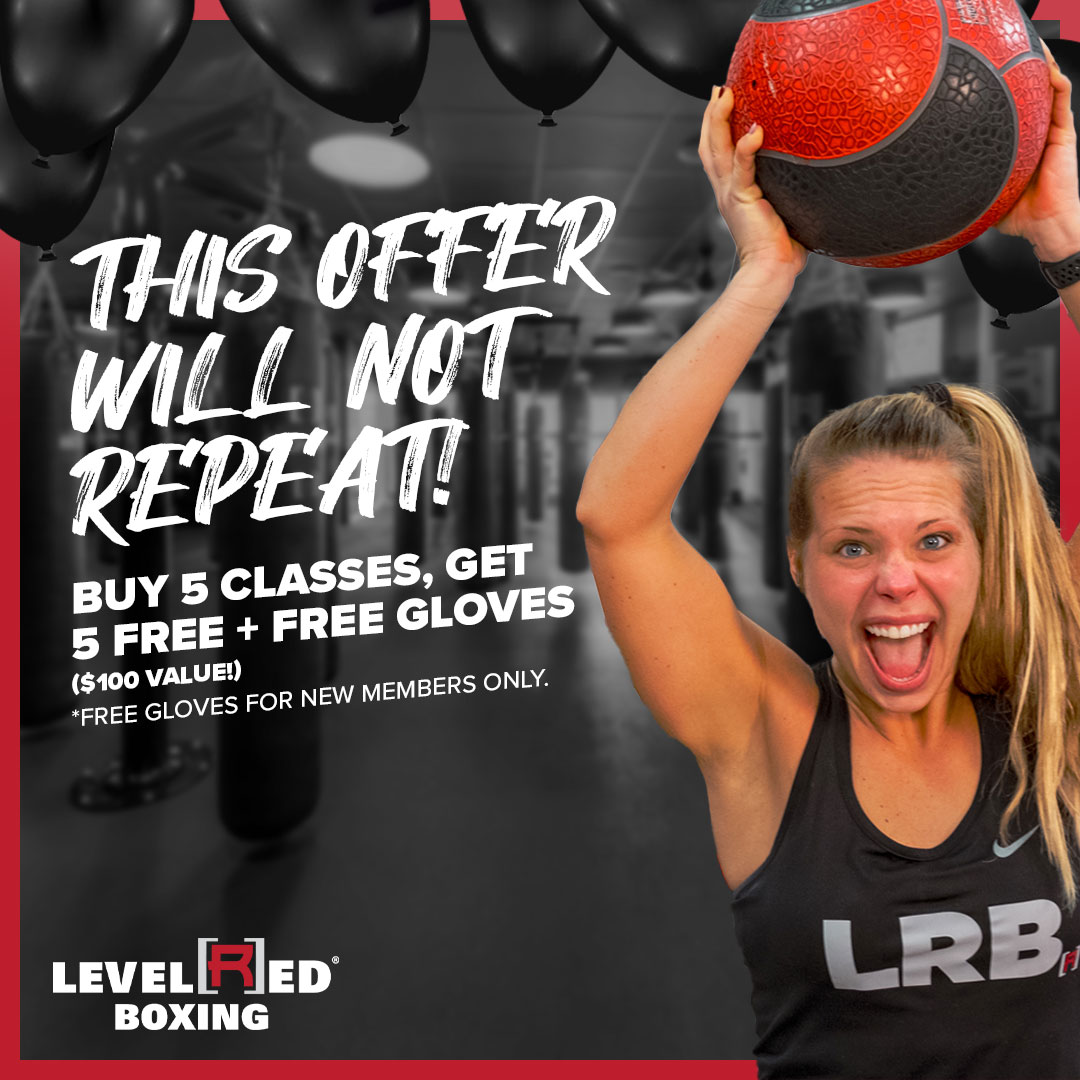 THIS OFFER
WILL NOT
REPEAT!
BUY 5 CLASSES, GET
5 FREE + FREE GLOVES
($100 VALUE!)
*FREE GLOVES FOR NEW MEMBERS ONLY.
LRB
LEVEL[R]ED®
BOXING